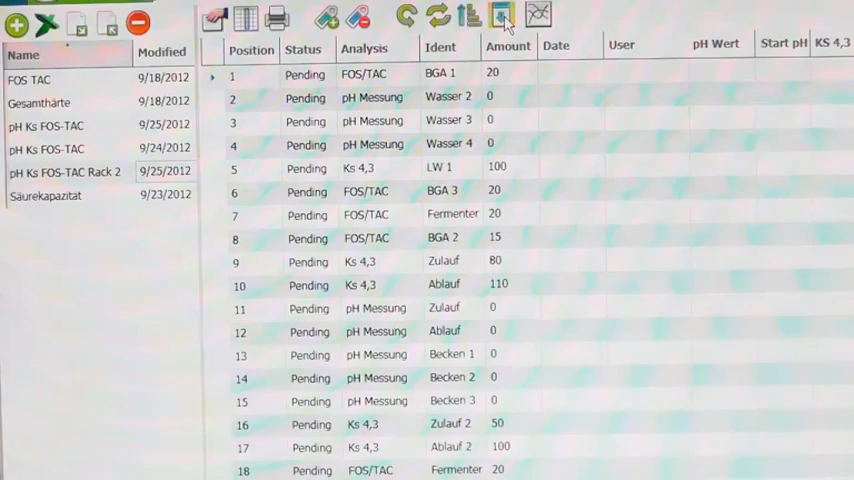 Name Modified
FOS TAC 9/18/2012
Gesamthärte 9/18/2012
pH Ks FOS-TAC 9/25/2012
pH Ks FOS-TAC 9/24/2012
pH Ks FOS-TAC Rack 2 9/25/2012
Säurekapazität 9/23/2012
Position Status Analysis Ident Amount Date User pH Wert Start pH KS 4,3
1 Pending FOS/TAC BGA 1 20
2 Pending pH Messung Wasser 2 0
3 Pending pH Messung Wasser 3 0
4 Pending pH Messung Wasser 4 0
5 Pending Ks 4,3 LW 1 100
6 Pending FOS/TAC BGA 3 20
7 Pending FOS/TAC Fermenter 20
8 Pending FOS/TAC BGA 2 15
9 Pending Ks 4,3 Zulauf 80
10 Pending Ks 4,3 Ablauf 110
11 Pending pH Messung Zulauf 0
12 Pending pH Messung Ablauf 0
13 Pending pH Messung Becken 1 0
14 Pending pH Messung Becken 2 0
15 Pending pH Messung Becken 3 0
16 Pending Ks 4,3 Zulauf 2 50
17 Pending Ks 4,3 Ablauf 2 100
18 Pending FOS/TAC Fermenter 20